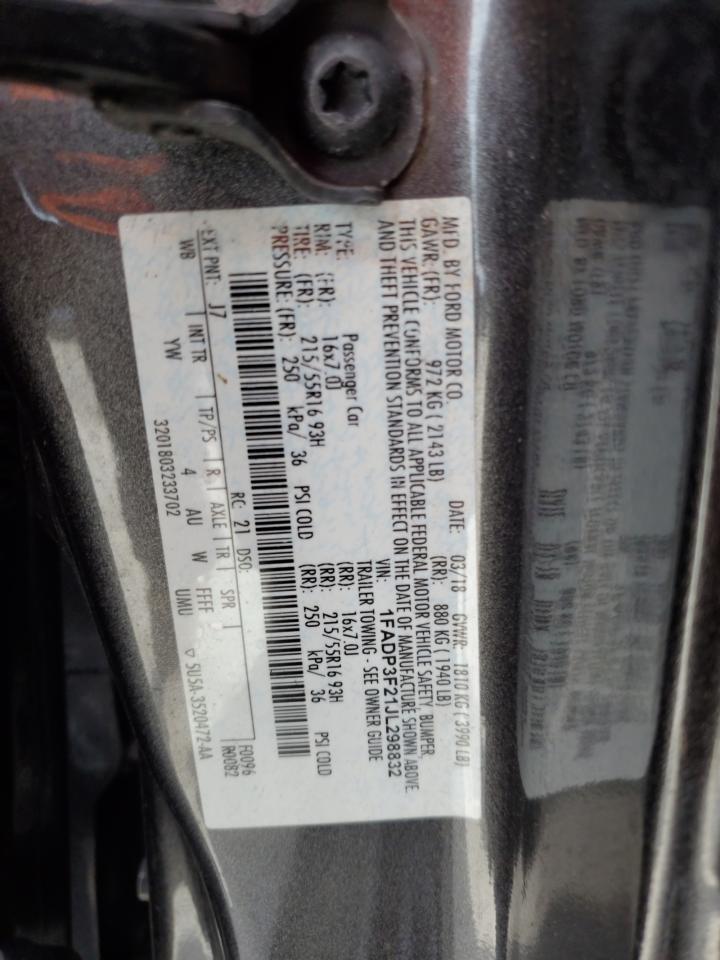 MFD. BY FORD MOTOR CO. DATE: 03/18 GVWR: 1810 KG (3990 LB)
GAWR: (FR): 972 KG (2143 LB) (RR): 880 KG (1940 LB)
THIS VEHICLE CONFORMS TO ALL APPLICABLE FEDERAL MOTOR VEHICLE SAFETY, BUMPER,
AND THEFT PREVENTION STANDARDS IN EFFECT ON THE DATE OF MANUFACTURE SHOWN ABOVE.
VIN: 1FADP3F21JL298832
TYPE: Passenger Car TRAILER TOWING - SEE OWNER GUIDE
RIM: (FR): 16x7.0J (RR): 16x7.0J
TIRE: (FR): 215/55R16 93H (RR): 215/55R16 93H
PRESSURE: (FR): 250 kPa/ 36 PSI COLD (RR): 250 kPa/ 36 PSI COLD
RC: 21 DSO: F0096
R0082
EXT PNT: J7 INT TR TP/PS R AXLE TR SPR
WB YW 4 AU W FFFF
UMU
3201803233702 ▽ 5U5A-3520472-AA